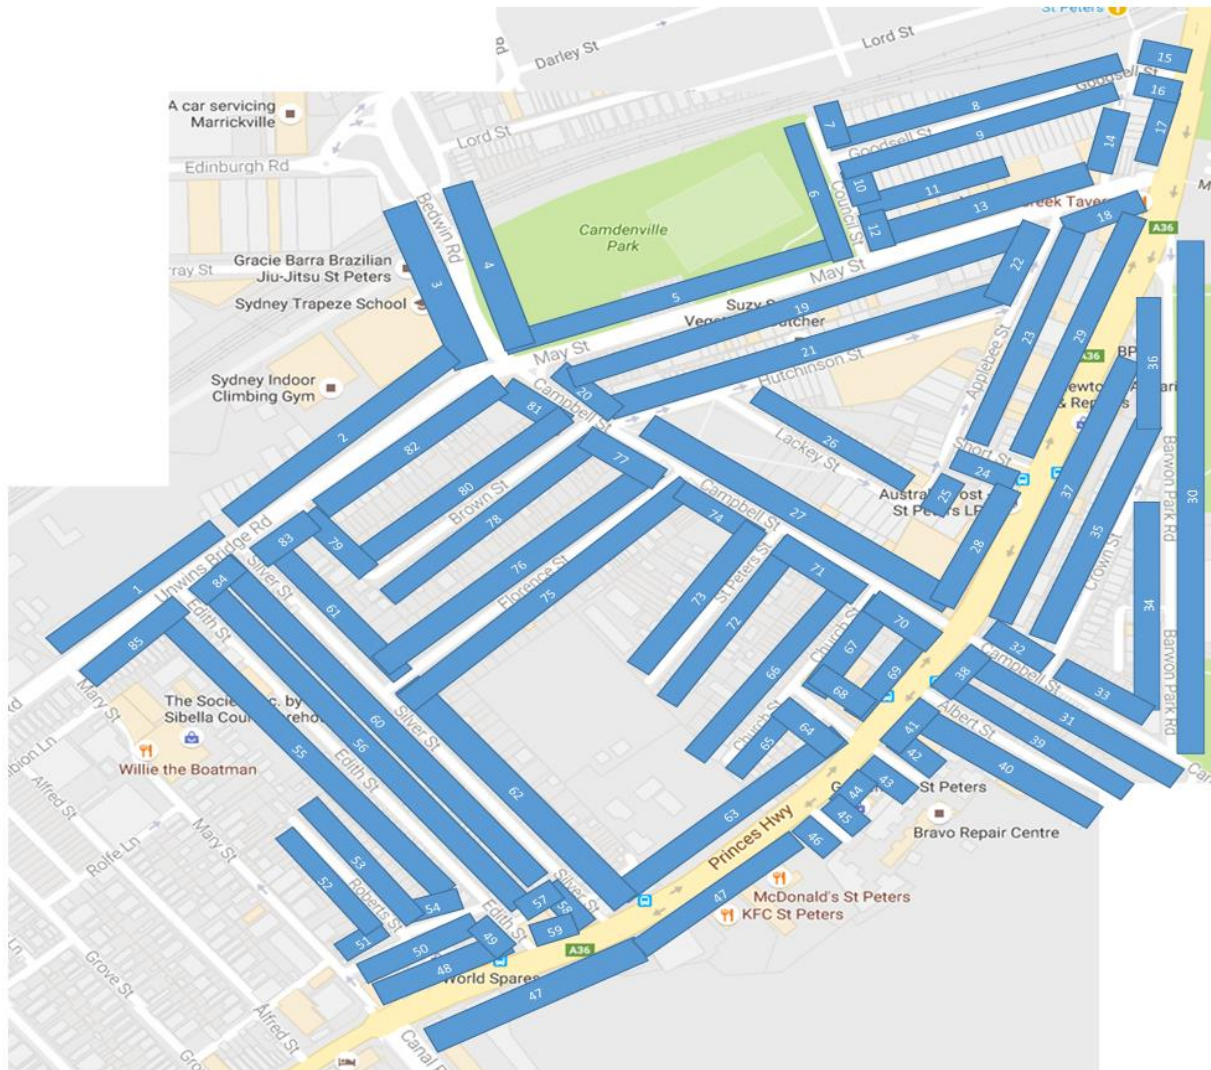 St Peters
Darley St
Lord St
Lord St
Goodsell St
Goodsell St
A car servicing
Marrickville
Edinburgh Rd
Bedwin Rd
Camdenville
Park
Council St
May St
May St
Gracie Barra Brazilian
Jiu-Jitsu St Peters
Sydney Trapeze School
Sydney Indoor
Climbing Gym
Hutchinson St
Applebee St
A36
A36
BP
& Rep
Campbell St
Lackey St
Short St
St Peters LP
Barwon Park Rd
Barwon Park Rd
Crown St
Unwins Bridge Rd
Brown St
Florence St
Campbell St
St Peters St
Church St
Church St
Campbell St
Albert St
Silver St
Silver St
Silver St
Edith St
Edith St
Edith St
Mary St
Mary St
Willie the Boatman
Alfred St
Alfred St
Rolfe Ln
Roberts St
Grove St
Princes Hwy
St Peters
Bravo Repair Centre
McDonald's St Peters
KFC St Peters
A36
World Spares
1
2
3
4
5
6
7
8
9
10
11
12
13
14
15
16
17
18
19
20
21
22
23
24
25
26
27
28
29
30
31
32
33
34
35
36
37
38
39
40
41
42
43
44
45
46
47
47
48
49
50
51
52
53
54
55
56
57
58
59
60
61
62
63
64
65
66
67
68
69
70
71
72
73
74
75
76
77
78
79
80
81
82
83
84
85